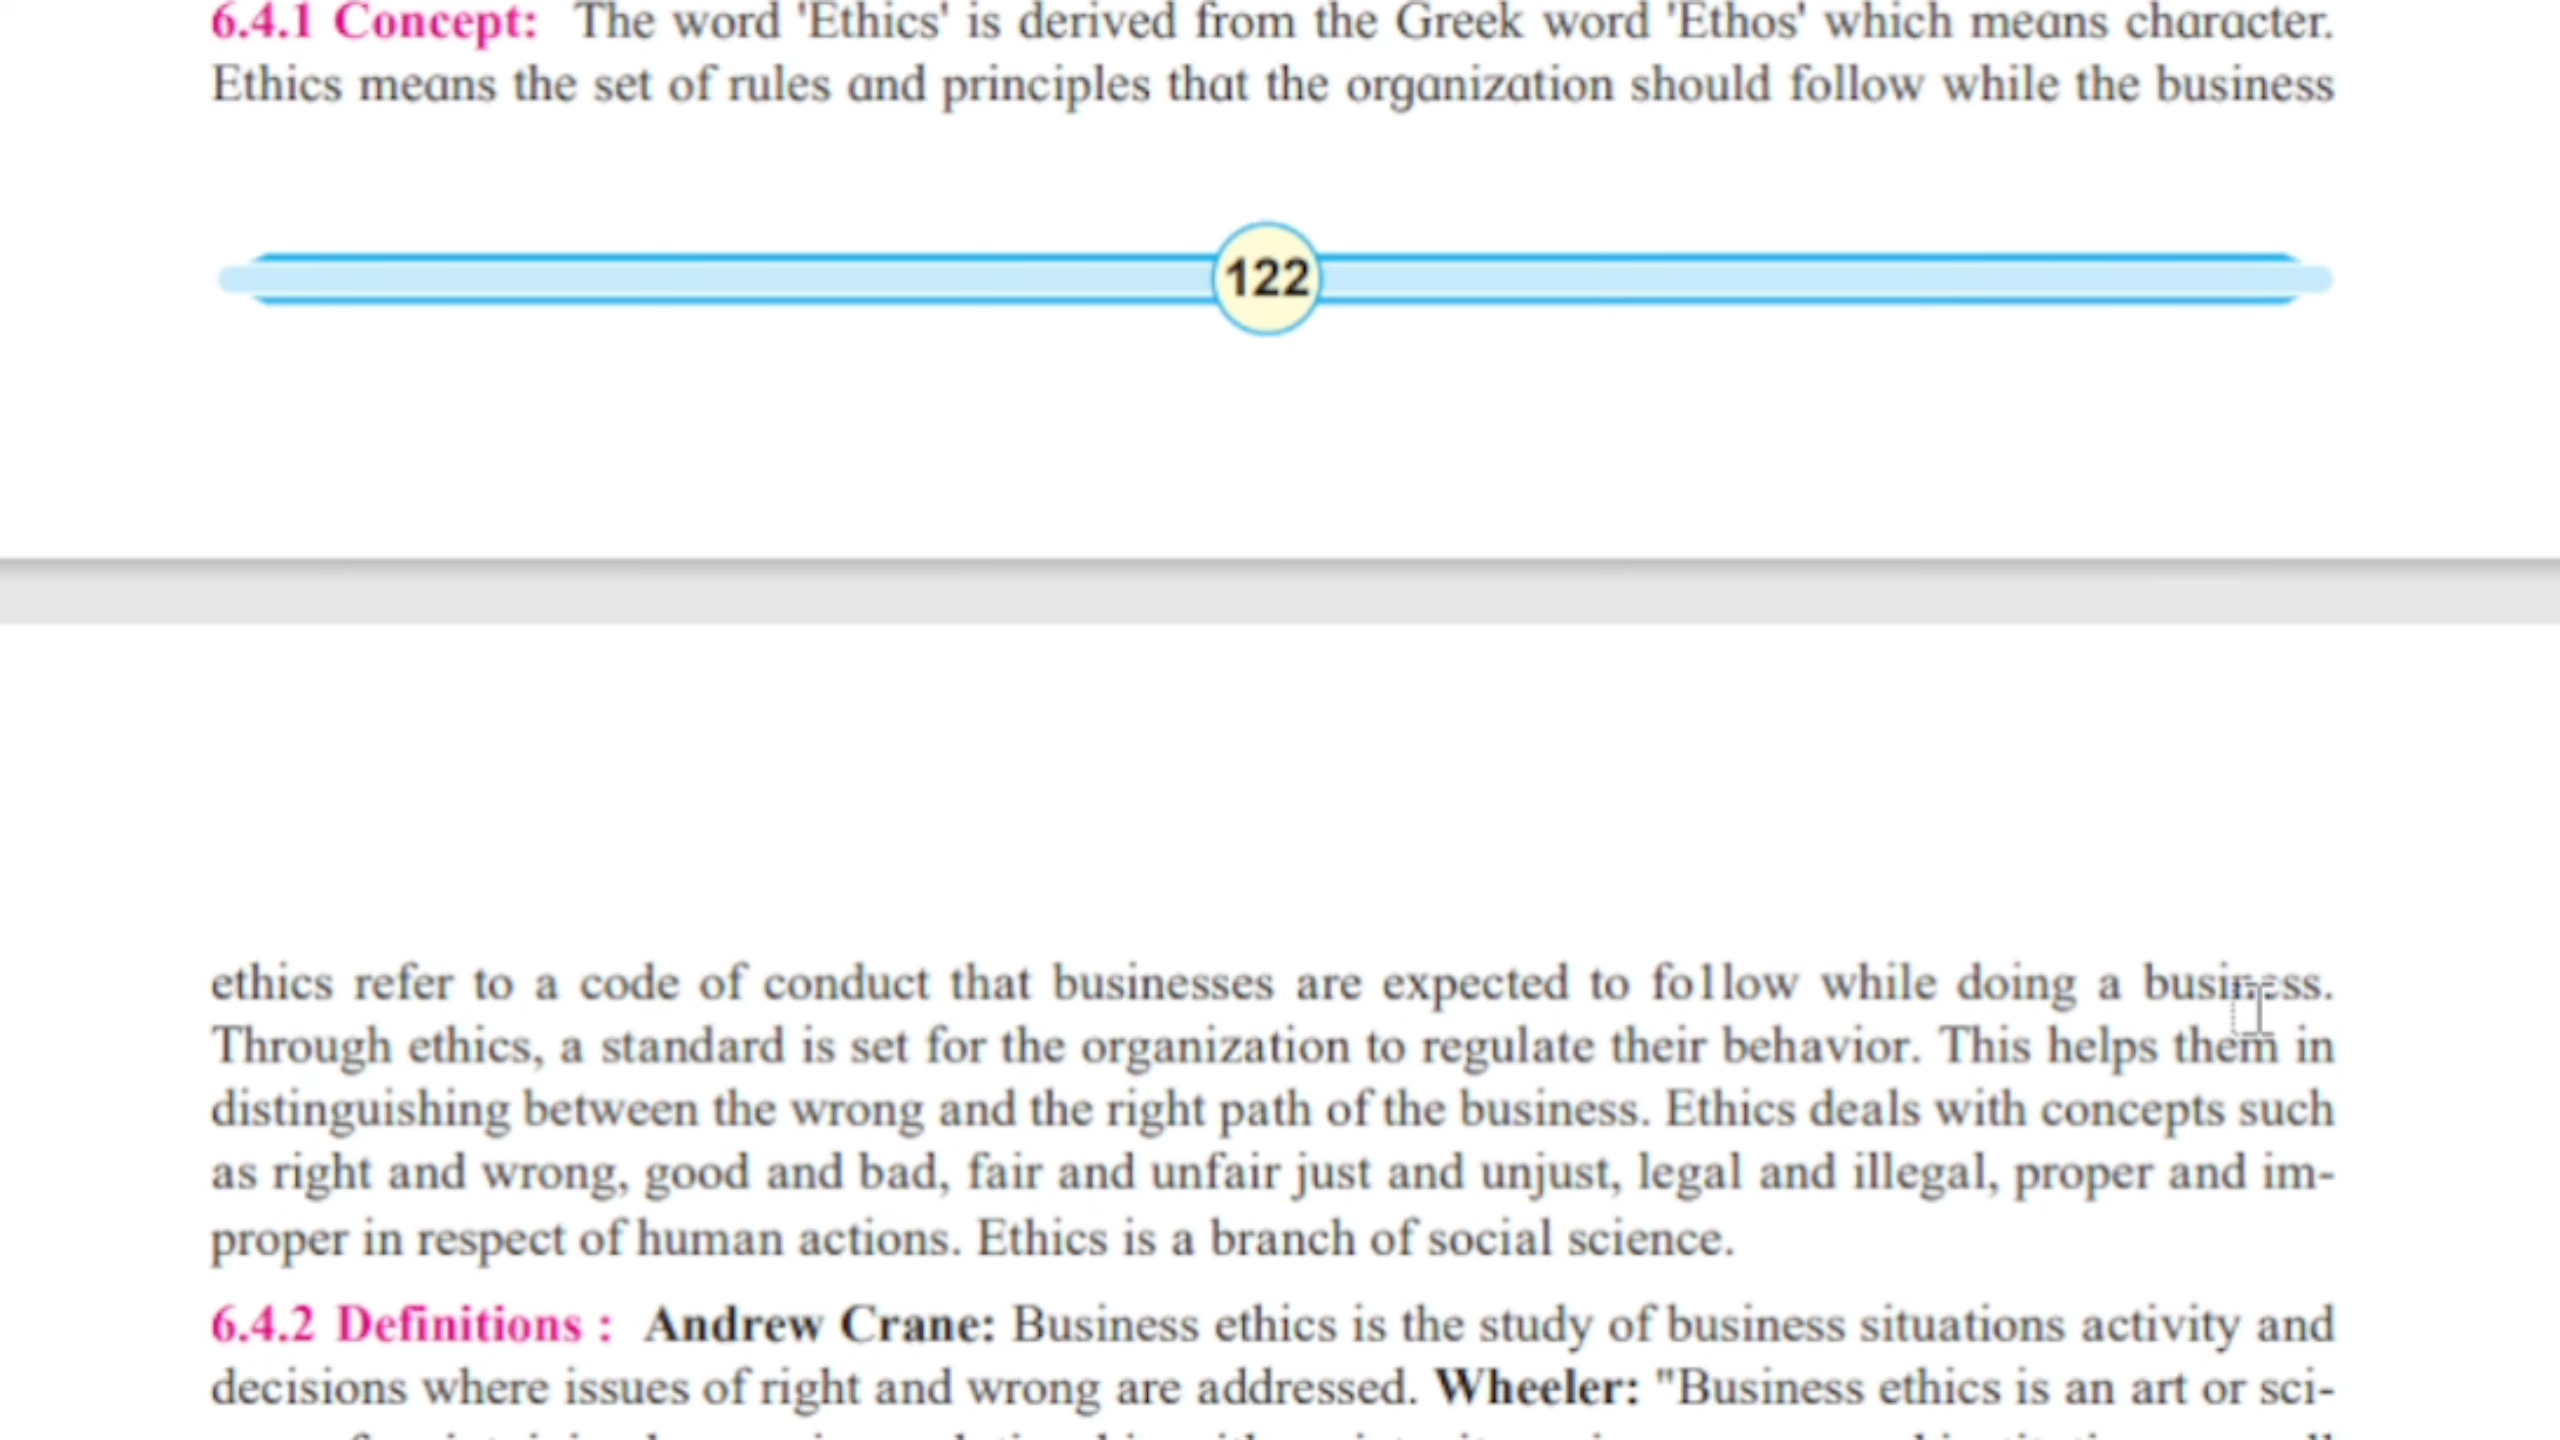 6.4.1 Concept: The word 'Ethics' is derived from the Greek word 'Ethos' which means character.
Ethics means the set of rules and principles that the organization should follow while the business
122
ethics refer to a code of conduct that businesses are expected to follow while doing a business.
Through ethics, a standard is set for the organization to regulate their behavior. This helps them in
distinguishing between the wrong and the right path of the business. Ethics deals with concepts such
as right and wrong, good and bad, fair and unfair just and unjust, legal and illegal, proper and im-
proper in respect of human actions. Ethics is a branch of social science.
6.4.2 Definitions : Andrew Crane: Business ethics is the study of business situations activity and
decisions where issues of right and wrong are addressed. Wheeler: "Business ethics is an art or sci-